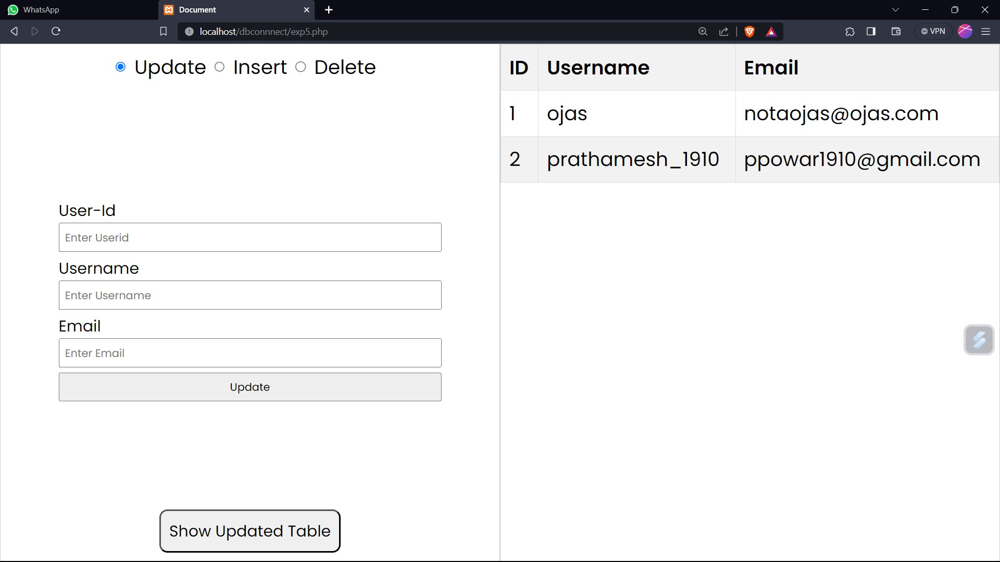 WhatsApp
Document
localhost/dbconnnect/exp5.php
VPN
Update Insert Delete
User-Id
Enter Userid
Username
Enter Username
Email
Enter Email
Update
Show Updated Table
ID Username Email
1 ojas notaojas@ojas.com
2 prathamesh_1910 ppowar1910@gmail.com